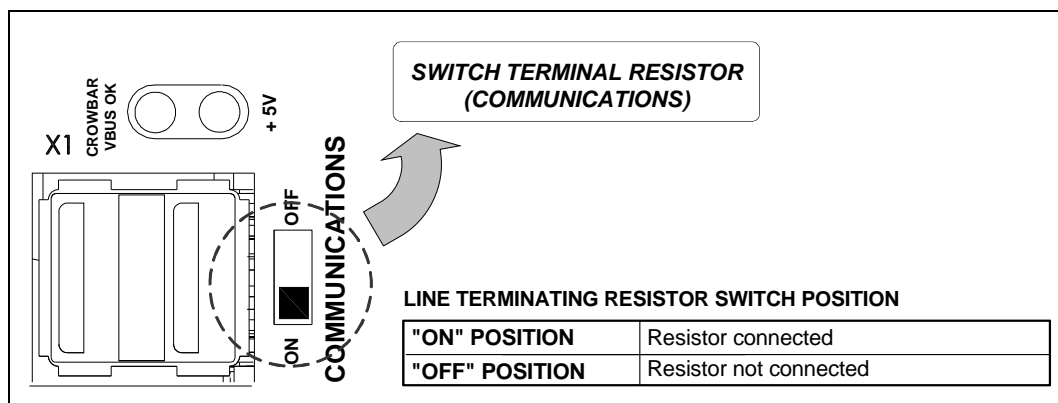 SWITCH TERMINAL RESISTOR
(COMMUNICATIONS)
CROWBAR
VBUS OK
+ 5V
X1
OFF
ON
COMMUNICATIONS
LINE TERMINATING RESISTOR SWITCH POSITION
"ON" POSITION Resistor connected
"OFF" POSITION Resistor not connected